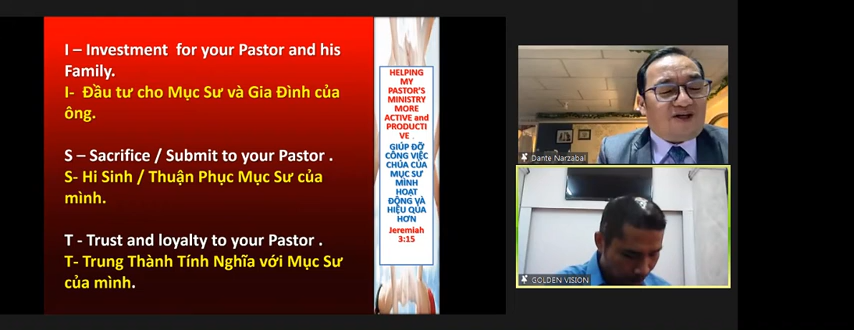 I – Investment for your Pastor and his
Family.
I- Đầu tư cho Mục Sư và Gia Đình của
ông.
S – Sacrifice / Submit to your Pastor .
S- Hi Sinh / Thuận Phục Mục Sư của
mình.
T - Trust and loyalty to your Pastor .
T- Trung Thành Tính Nghĩa với Mục Sư
của mình.
HELPING
MY
PASTOR'S
MINISTRY
MORE
ACTIVE and
PRODUCTI
VE .
GIÚP ĐỠ
CÔNG VIỆC
CHÚA CỦA
MỤC SƯ
MÌNH
HOẠT
ĐỘNG VÀ
HIỆU QỦA
HƠN
Jeremiah
3:15
Dante Narzabal
GOLDEN VISION